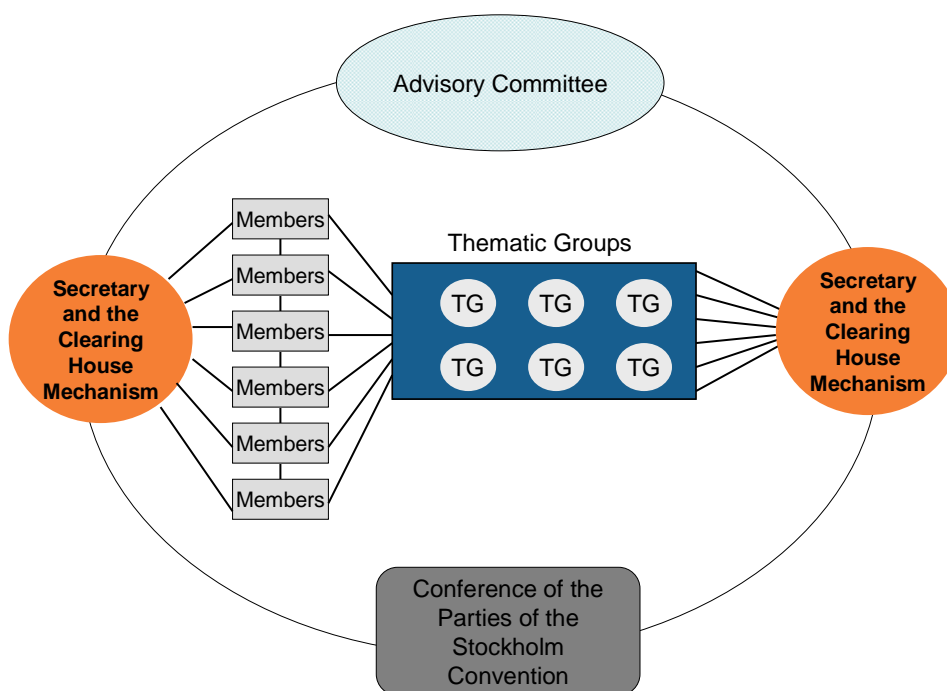 Advisory Committee
Members
Members
Members
Members
Members
Members
Thematic Groups
TG TG TG
TG TG TG
Secretary
and the
Clearing
House
Mechanism
Secretary
and the
Clearing
House
Mechanism
Conference of the
Parties of the
Stockholm
Convention